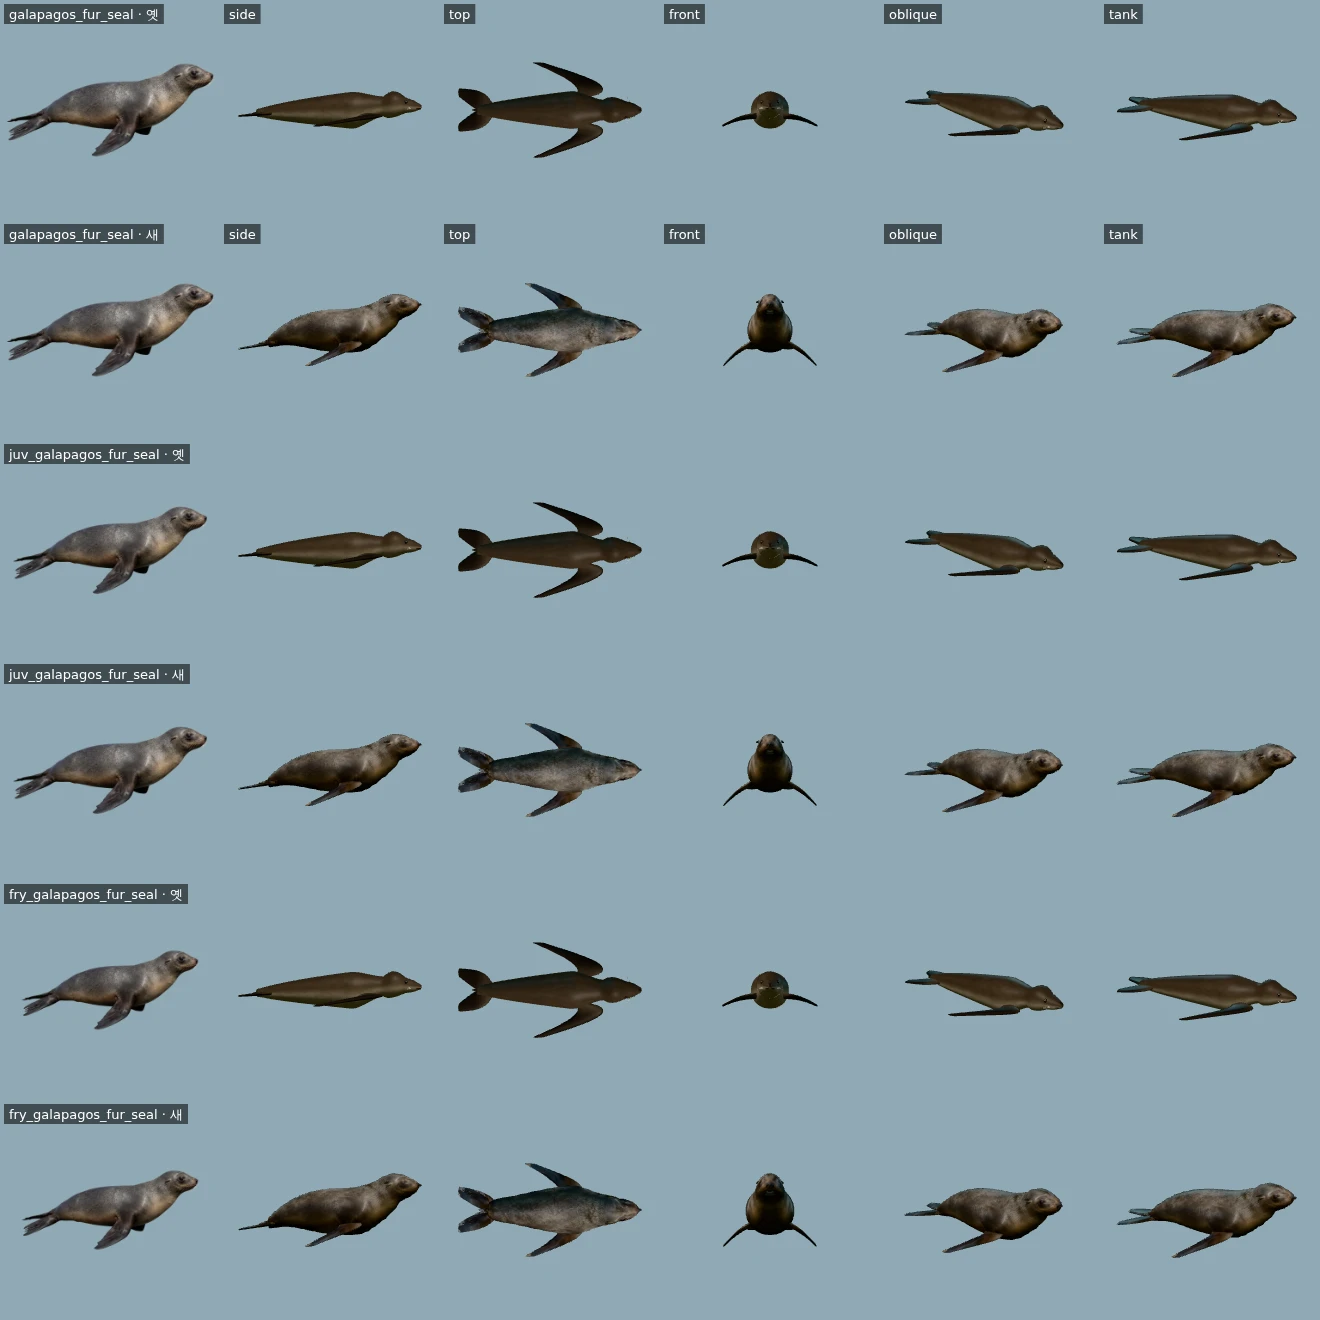 galapagos_fur_seal · 옛 side top front oblique tank
galapagos_fur_seal · 새 side top front oblique tank
juv_galapagos_fur_seal · 옛
juv_galapagos_fur_seal · 새
fry_galapagos_fur_seal · 옛
fry_galapagos_fur_seal · 새